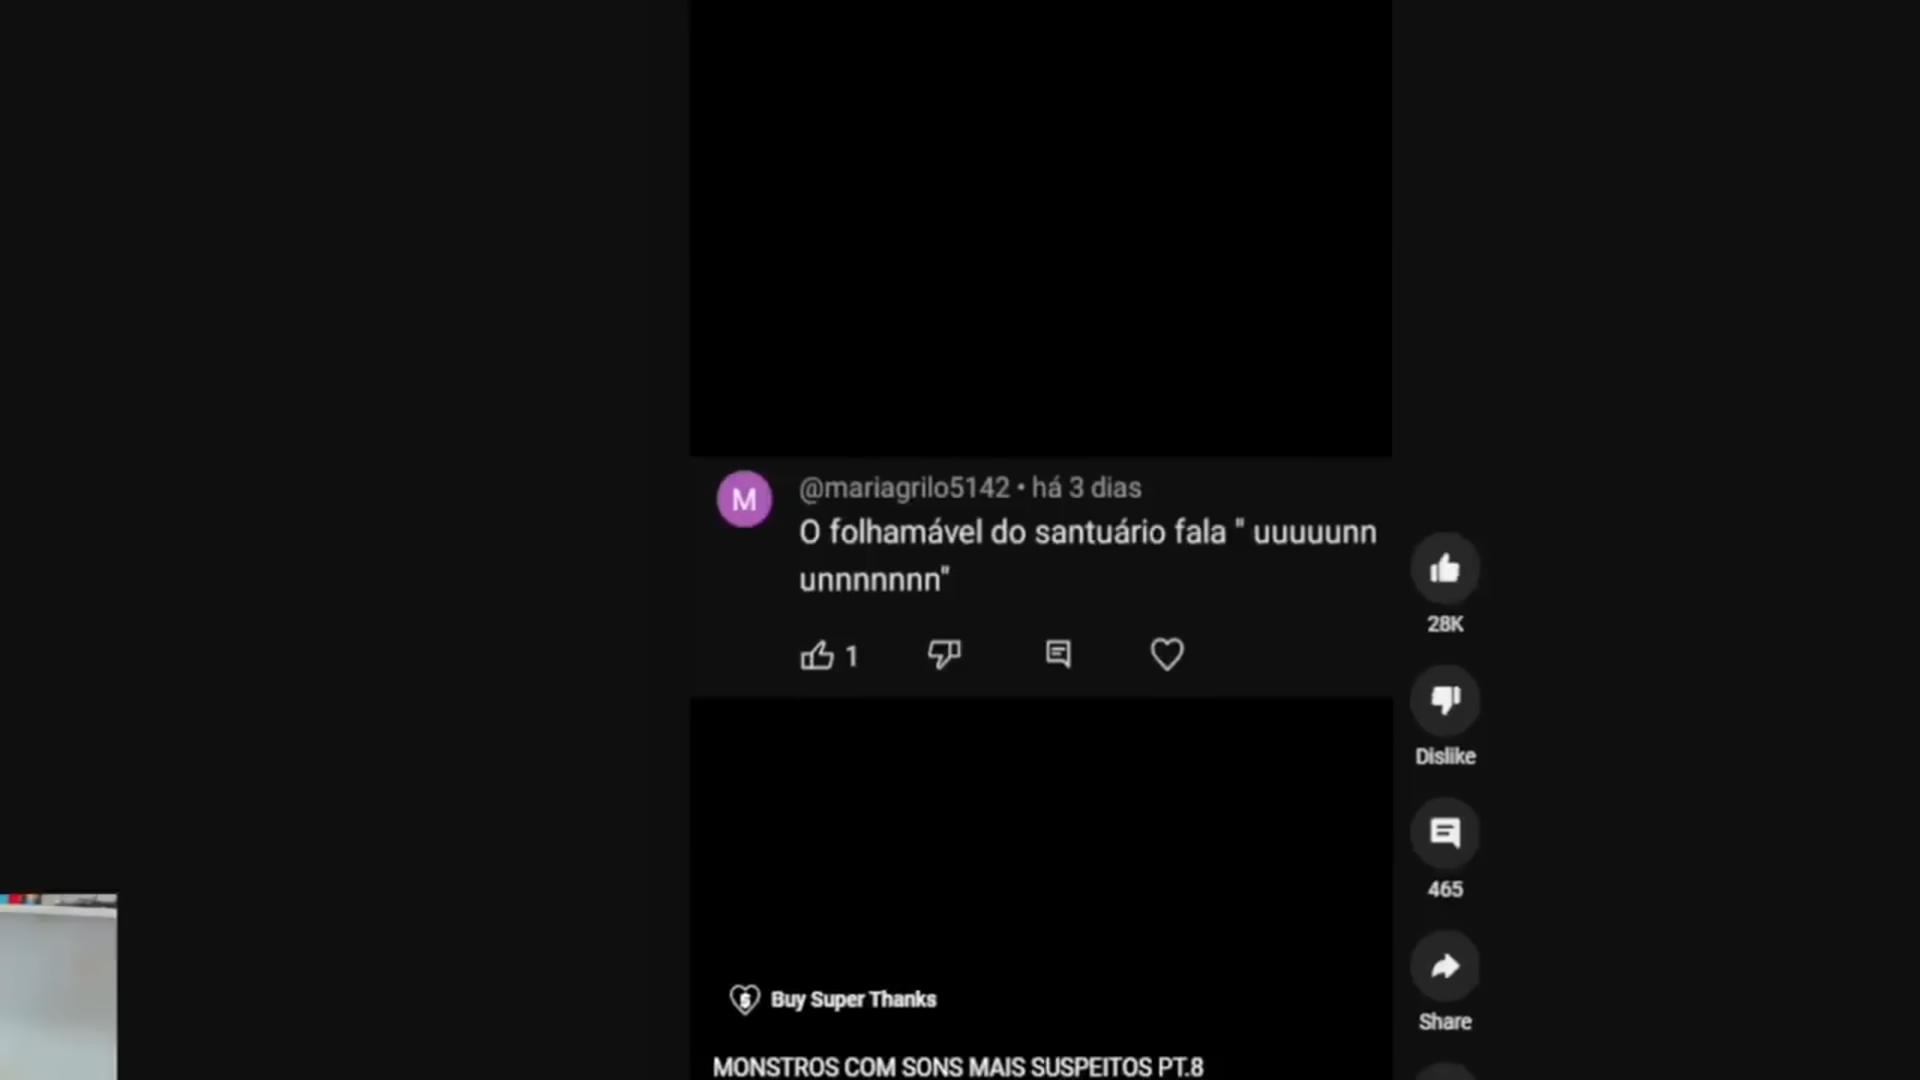 M
@mariagrilo5142 • há 3 dias
O folhamável do santuário fala " uuuuunn
unnnnnnn"
1
28K
Dislike
465
Share
Buy Super Thanks
MONSTROS COM SONS MAIS SUSPEITOS PT.8